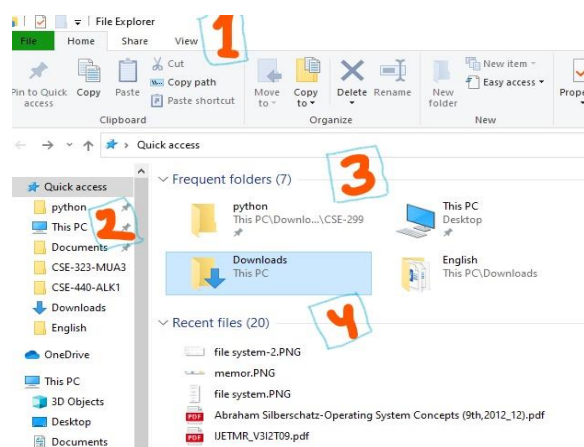 File Explorer
File Home Share View
1
Pin to Quick access
Copy
Paste
Cut
Copy path
Paste shortcut
Move to
Copy to
Delete
Rename
New folder
New item
Easy access
Clipboard Organize New
Quick access
Quick access
python
This PC
Documents
CSE-323-MUA3
CSE-440-ALK1
Downloads
English
OneDrive
This PC
3D Objects
Desktop
Documents
2
Frequent folders (7)
3
python
This PC\Downlo...\CSE-299
This PC
Desktop
Downloads
This PC
English
This PC\Downloads
Recent files (20)
4
file system-2.PNG
memor.PNG
file system.PNG
PDF Abraham Silberschatz-Operating System Concepts (9th,2012_12).pdf
PDF IJETMR_V3I2T09.pdf